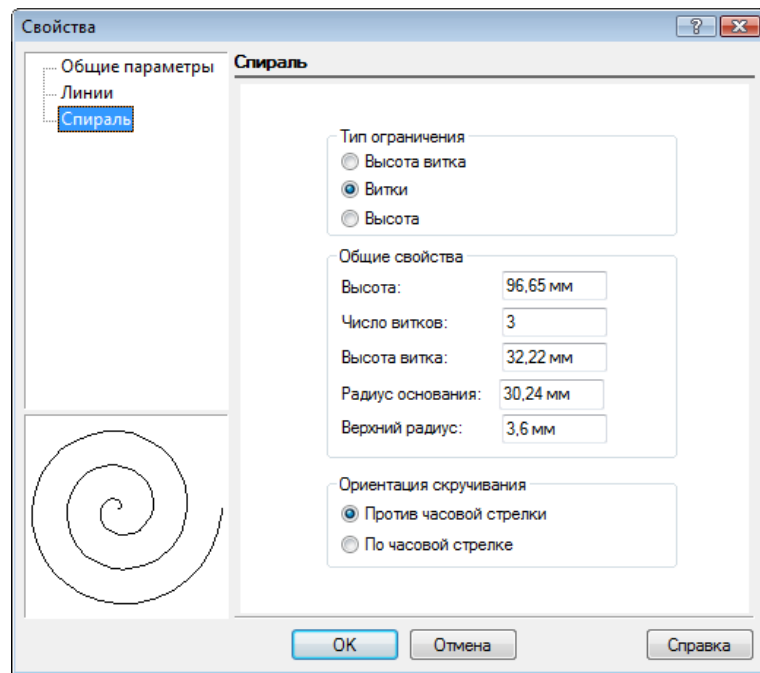 Свойства
Общие параметры
Линии
Спираль
Спираль
Тип ограничения
Высота витка
Витки
Высота
Общие свойства
Высота: 96,65 мм
Число витков: 3
Высота витка: 32,22 мм
Радиус основания: 30,24 мм
Верхний радиус: 3,6 мм
Ориентация скручивания
Против часовой стрелки
По часовой стрелке
OK Отмена Справка